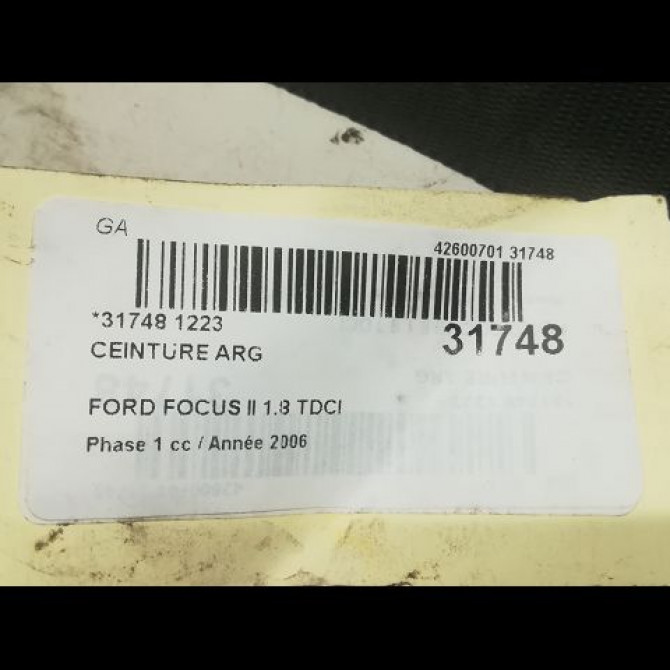 GA
42600701 31748
*31748 1223
31748
CEINTURE ARG
FORD FOCUS II 1.8 TDCI
Phase 1 cc / Année 2006